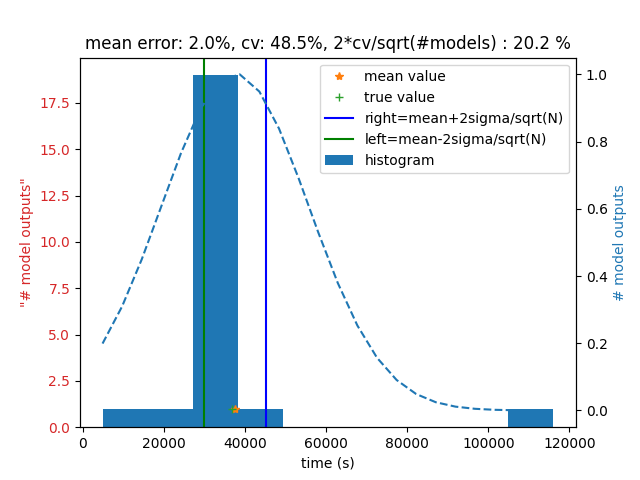 mean error: 2.0%, cv: 48.5%, 2*cv/sqrt(#models) : 20.2 %
mean value
true value
right=mean+2sigma/sqrt(N)
left=mean-2sigma/sqrt(N)
histogram
"# model outputs"
17.5
15.0
12.5
10.0
7.5
5.0
2.5
0.0
1.0
0.8
0.6
0.4
0.2
0.0
# model outputs
0 20000 40000 60000 80000 100000 120000
time (s)